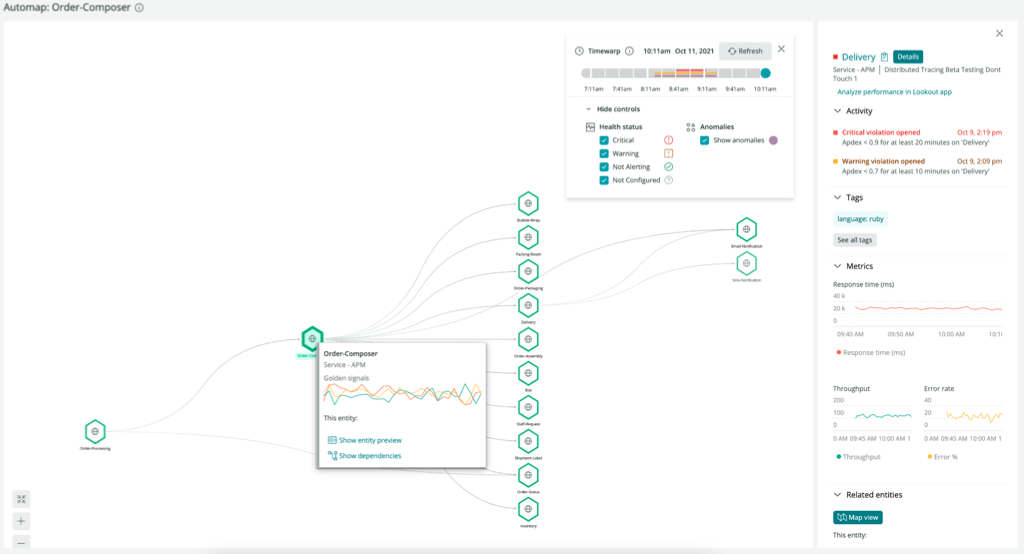 Automap: Order-Composer
Timewarp
10:11am Oct 11, 2021
Refresh
7:11am 7:41am 8:11am 8:41am 9:11am 9:41am 10:11am
Hide controls
Health status
Critical
Warning
Not Alerting
Not Configured
Anomalies
Show anomalies
Bubble-Wrap
Packing-Room
Order-Packaging
Delivery
Order-Assembly
Box
Staff-Request
Shipment-Label
Order-Status
Inventory
Email-Notification
Sms-Notification
Order-Processing
Order-Composer
Service - APM
Golden signals
This entity:
Show entity preview
Show dependencies
Delivery
Details
Service - APM | Distributed Tracing Beta Testing Dont
Touch 1
Analyze performance in Lookout app
Activity
Critical violation opened Oct 9, 2:19 pm
Apdex < 0.9 for at least 20 minutes on 'Delivery'
Warning violation opened Oct 9, 2:09 pm
Apdex < 0.7 for at least 10 minutes on 'Delivery'
Tags
language: ruby
See all tags
Metrics
Response time (ms)
40 k
20 k
0
09:40 AM 09:50 AM 10:00 AM 10:10
Response time (ms)
Throughput
200
100
0
0 AM 09:45 AM 10:00 AM 1
Throughput
Error rate
40
20
0
0 AM 09:45 AM 10:00 AM 1
Error %
Related entities
Map view
This entity: